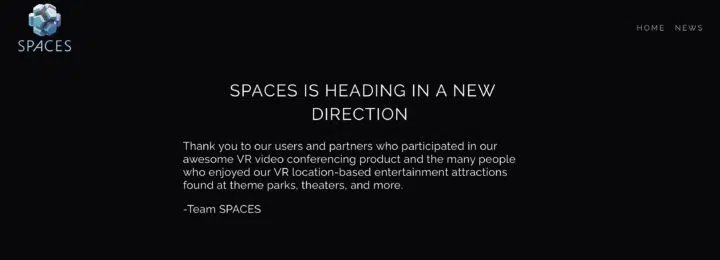 SPACES
HOME NEWS
SPACES IS HEADING IN A NEW
DIRECTION
Thank you to our users and partners who participated in our
awesome VR video conferencing product and the many people
who enjoyed our VR location-based entertainment attractions
found at theme parks, theaters, and more.
-Team SPACES